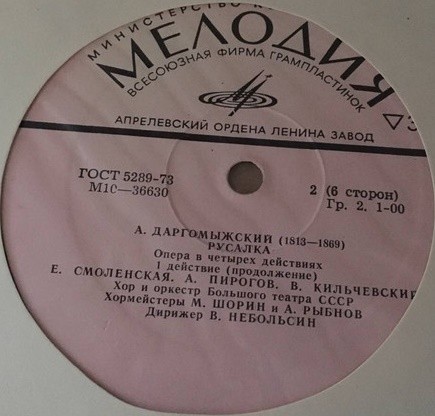 МИНИСТЕРСТВО
МЕЛОДИЯ
ВСЕСОЮЗНАЯ ФИРМА ГРАМПЛАСТИНОК
АПРЕЛЕВСКИЙ ОРДЕНА ЛЕНИНА ЗАВОД
ГОСТ 5289-73
М10—36630
2 (6 сторон)
Гр. 2. 1-00
А. ДАРГОМЫЖСКИЙ (1813—1869)
РУСАЛКА
Опера в четырех действиях
1 действие (продолжение)
Е. СМОЛЕНСКАЯ, А. ПИРОГОВ, В. КИЛЬЧЕВСКИЙ
Хор и оркестр Большого театра СССР
Хормейстеры М. ШОРИН и А. РЫБНОВ
Дирижер В. НЕБОЛЬСИН